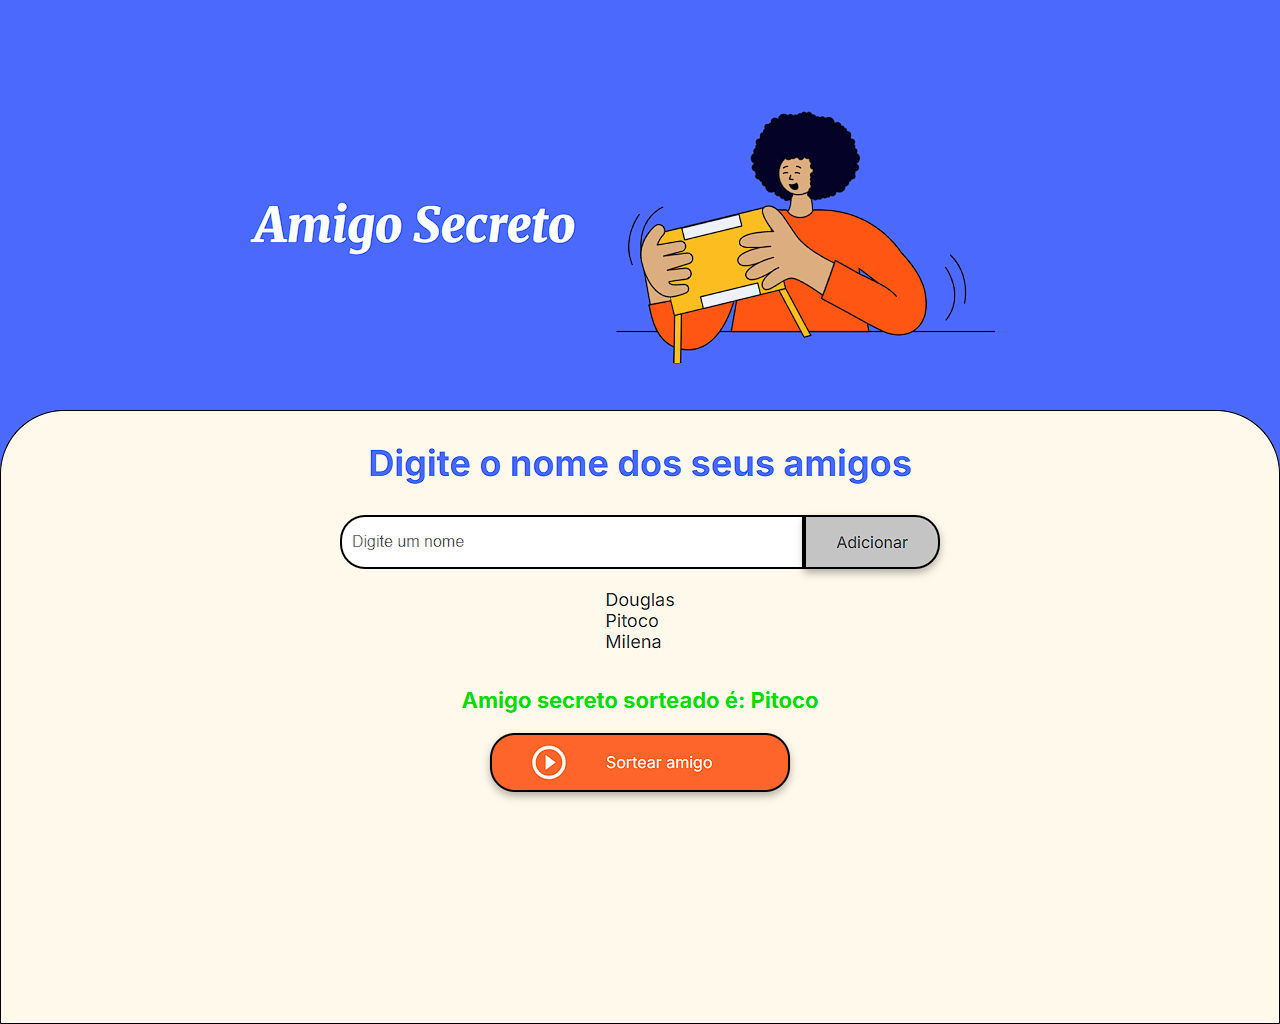 Amigo Secreto
Digite o nome dos seus amigos
Digite um nome
Adicionar
Douglas
Pitoco
Milena
Amigo secreto sorteado é: Pitoco
Sortear amigo